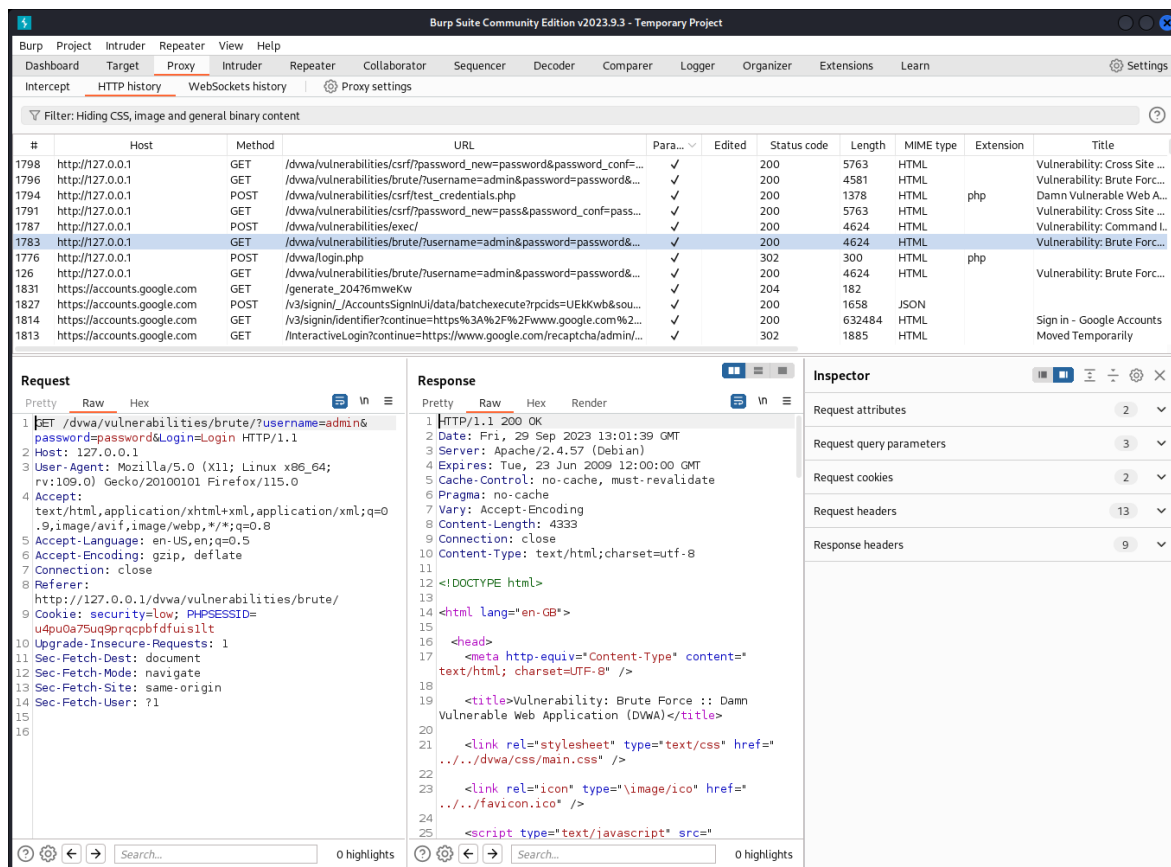 Burp Suite Community Edition v2023.9.3 - Temporary Project
Burp Project Intruder Repeater View Help
Dashboard Target Proxy Intruder Repeater Collaborator Sequencer Decoder Comparer Logger Organizer Extensions Learn Settings
Intercept HTTP history WebSockets history Proxy settings
Filter: Hiding CSS, image and general binary content
# Host Method URL Para... Edited Status code Length MIME type Extension Title
1798 http://127.0.0.1 GET /dvwa/vulnerabilities/csrf/?password_new=password&password_conf=... ✓ 200 5763 HTML Vulnerability: Cross Site ...
1796 http://127.0.0.1 GET /dvwa/vulnerabilities/brute/?username=admin&password=password&... ✓ 200 4581 HTML Vulnerability: Brute Forc...
1794 http://127.0.0.1 POST /dvwa/vulnerabilities/csrf/test_credentials.php ✓ 200 1378 HTML php Damn Vulnerable Web A...
1791 http://127.0.0.1 GET /dvwa/vulnerabilities/csrf/?password_new=pass&password_conf=pass... ✓ 200 5763 HTML Vulnerability: Cross Site ...
1787 http://127.0.0.1 POST /dvwa/vulnerabilities/exec/ ✓ 200 4624 HTML Vulnerability: Command I...
1783 http://127.0.0.1 GET /dvwa/vulnerabilities/brute/?username=admin&password=password&... ✓ 200 4624 HTML Vulnerability: Brute Forc...
1776 http://127.0.0.1 POST /dvwa/login.php ✓ 302 300 HTML php
126 http://127.0.0.1 GET /dvwa/vulnerabilities/brute/?username=admin&password=password&... ✓ 200 4624 HTML Vulnerability: Brute Forc...
1831 https://accounts.google.com GET /generate_204?6mweKw ✓ 204 182
1827 https://accounts.google.com POST /v3/signin/_/AccountsSignInUi/data/batchexecute?rpcids=UEkKwb&sou... ✓ 200 1658 JSON
1814 https://accounts.google.com GET /v3/signin/identifier?continue=https%3A%2F%2Fwww.google.com%2... ✓ 200 632484 HTML Sign in - Google Accounts
1813 https://accounts.google.com GET /InteractiveLogin?continue=https://www.google.com/recaptcha/admin/... ✓ 302 1885 HTML Moved Temporarily
Request
Pretty Raw Hex \n
1 GET /dvwa/vulnerabilities/brute/?username=admin&
password=password&Login=Login HTTP/1.1
2 Host: 127.0.0.1
3 User-Agent: Mozilla/5.0 (X11; Linux x86_64;
rv:109.0) Gecko/20100101 Firefox/115.0
4 Accept:
text/html,application/xhtml+xml,application/xml;q=0
.9,image/avif,image/webp,*/*;q=0.8
5 Accept-Language: en-US,en;q=0.5
6 Accept-Encoding: gzip, deflate
7 Connection: close
8 Referer:
http://127.0.0.1/dvwa/vulnerabilities/brute/
9 Cookie: security=low; PHPSESSID=
u4pu0a75uq9prqcpbfdfuis1lt
10 Upgrade-Insecure-Requests: 1
11 Sec-Fetch-Dest: document
12 Sec-Fetch-Mode: navigate
13 Sec-Fetch-Site: same-origin
14 Sec-Fetch-User: ?1
15
16
Search... 0 highlights
Response
Pretty Raw Hex Render \n
1 HTTP/1.1 200 OK
2 Date: Fri, 29 Sep 2023 13:01:39 GMT
3 Server: Apache/2.4.57 (Debian)
4 Expires: Tue, 23 Jun 2009 12:00:00 GMT
5 Cache-Control: no-cache, must-revalidate
6 Pragma: no-cache
7 Vary: Accept-Encoding
8 Content-Length: 4333
9 Connection: close
10 Content-Type: text/html;charset=utf-8
11
12 <!DOCTYPE html>
13
14 <html lang="en-GB">
15
16 <head>
17 <meta http-equiv="Content-Type" content="
text/html; charset=UTF-8" />
18
19 <title>Vulnerability: Brute Force :: Damn
Vulnerable Web Application (DVWA)</title>
20
21 <link rel="stylesheet" type="text/css" href="
../../dvwa/css/main.css" />
22
23 <link rel="icon" type="\image/ico" href="
../../favicon.ico" />
24
25 <script type="text/javascript" src="
Search... 0 highlights
Inspector
Request attributes 2
Request query parameters 3
Request cookies 2
Request headers 13
Response headers 9